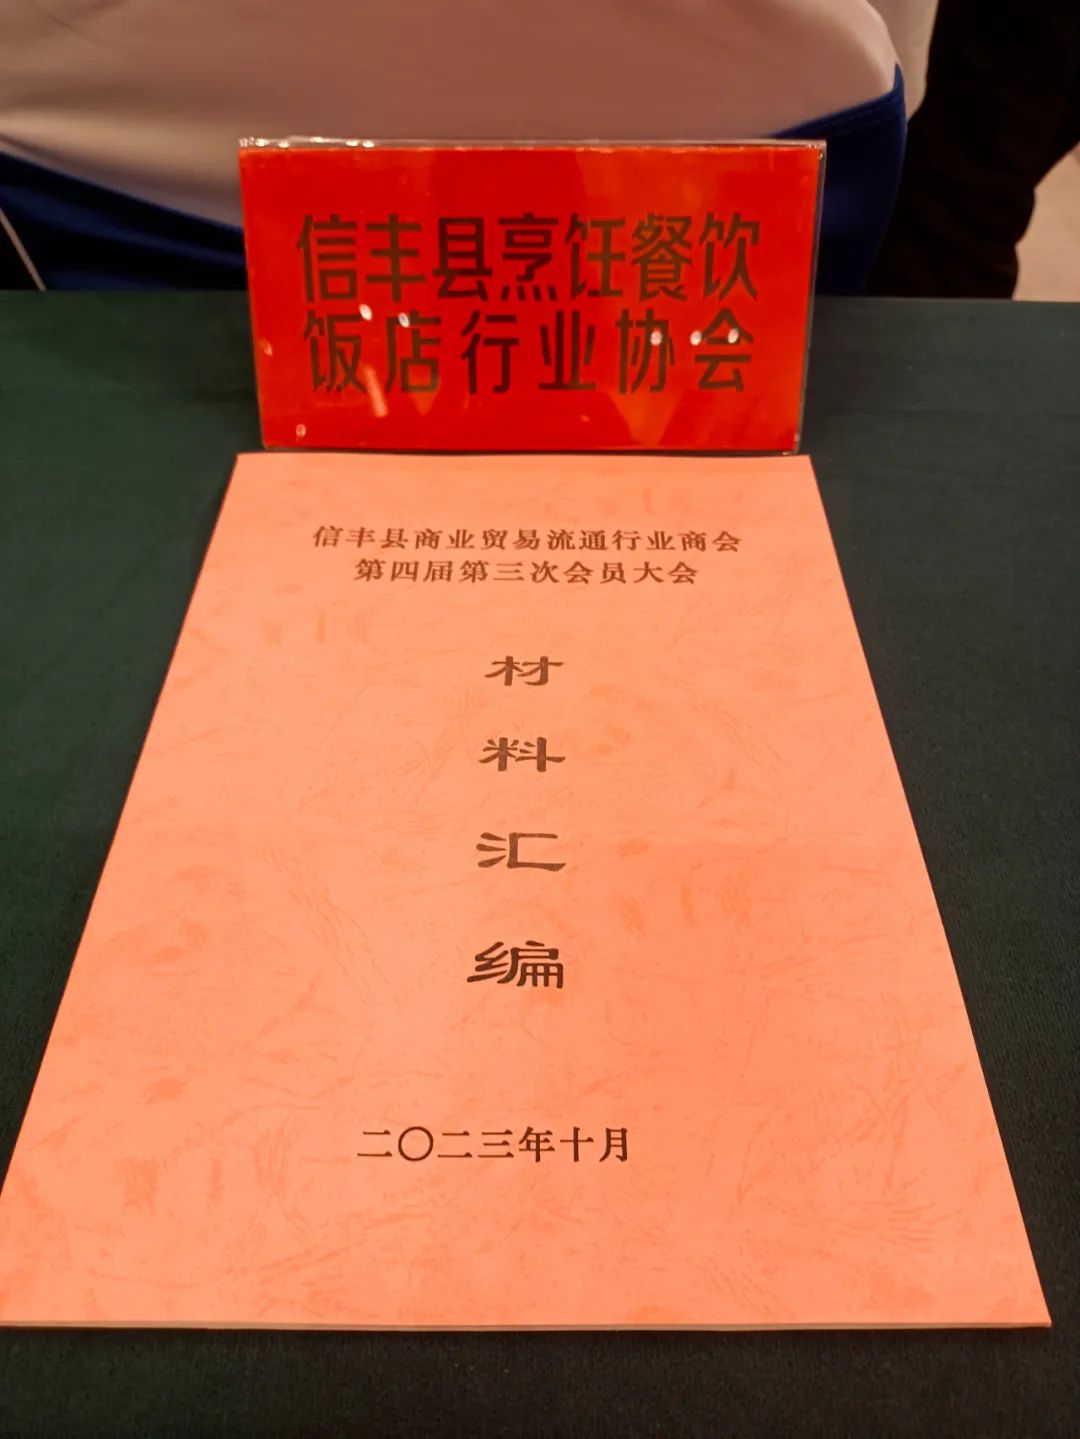 信丰县烹饪餐饮
饭店行业协会
信丰县商业贸易流通行业商会
第四届第三次会员大会
材
料
汇
编
二〇二三年十月